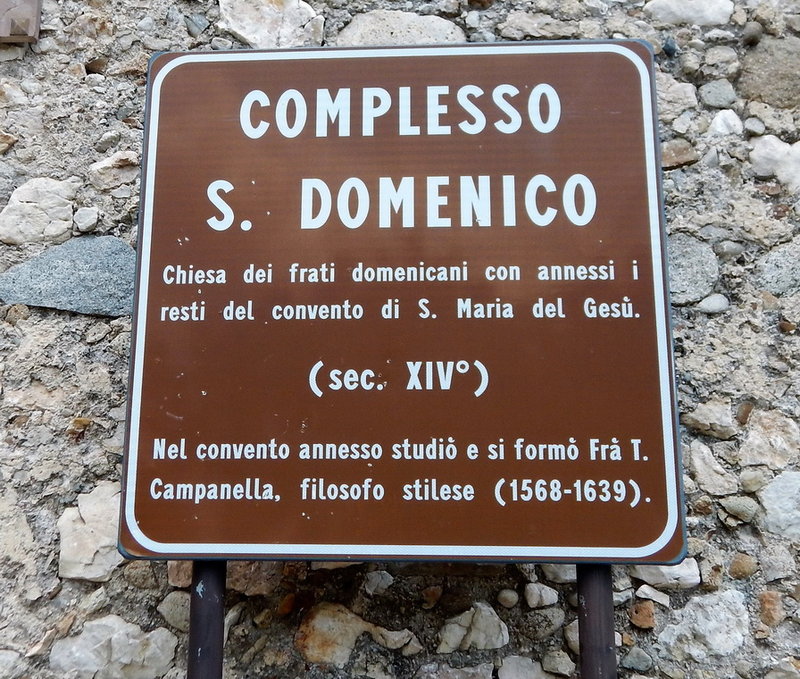 COMPLESSO
S. DOMENICO
Chiesa dei frati domenicani con annessi i
resti del convento di S. Maria del Gesù.
(sec. XIV°)
Nel convento annesso studiò e si formò Frà T.
Campanella, filosofo stilese (1568-1639).